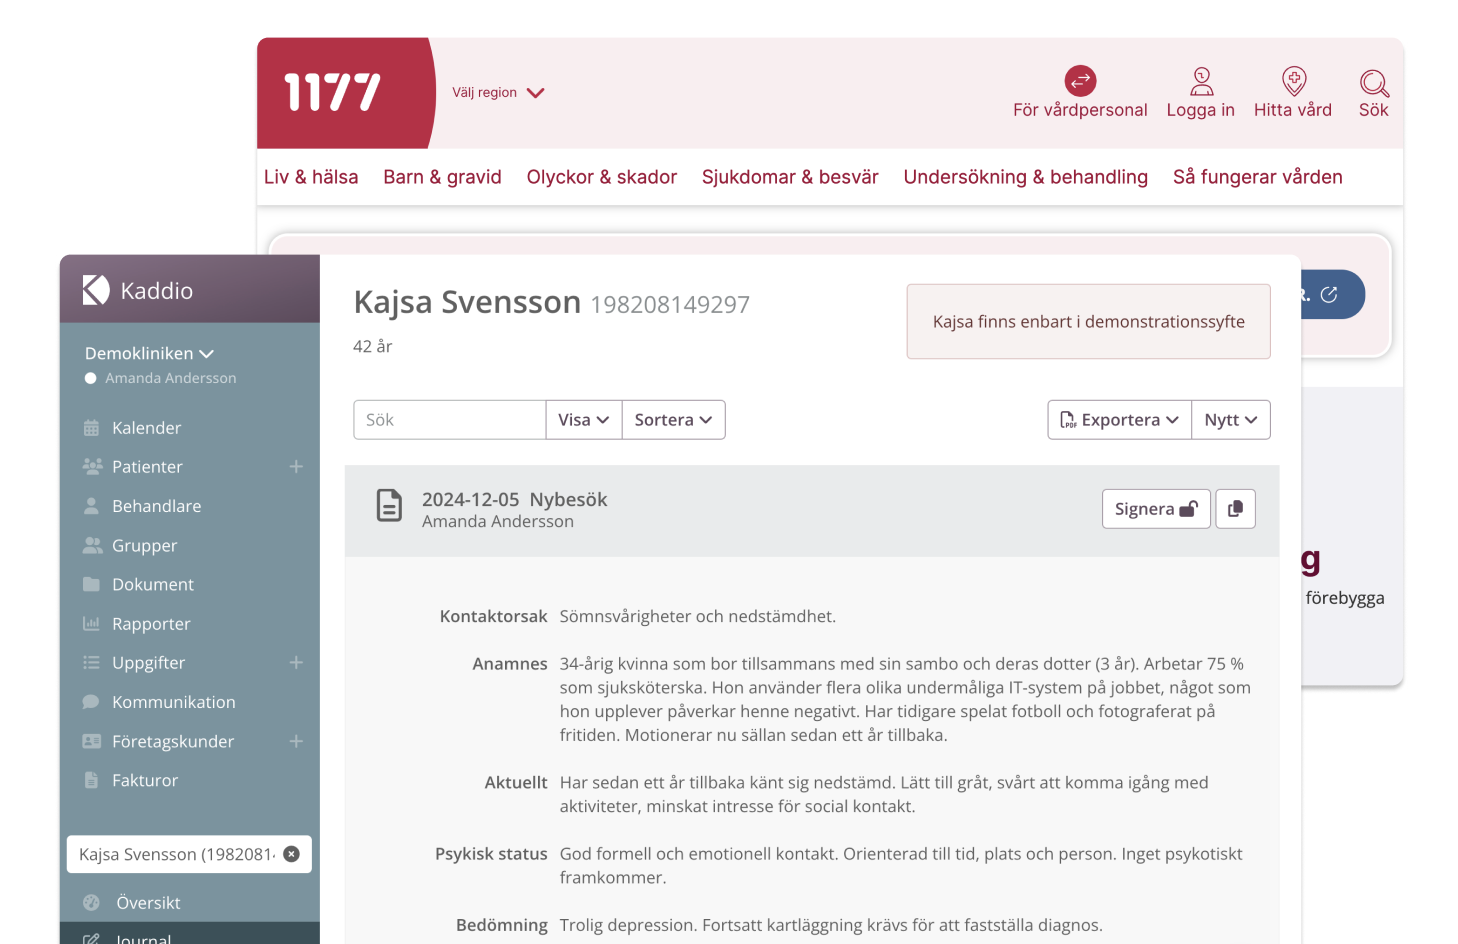 1177
Välj region
För vårdpersonal
Logga in
Hitta vård
Sök
Liv & hälsa
Barn & gravid
Olyckor & skador
Sjukdomar & besvär
Undersökning & behandling
Så fungerar vården
R.
g
förebygga
Kaddio
Demokliniken
Amanda Andersson
Kalender
Patienter
Behandlare
Grupper
Dokument
Rapporter
Uppgifter
Kommunikation
Företagskunder
Fakturor
Kajsa Svensson (1982081
Översikt
Journal
Kajsa Svensson 198208149297
42 år
Kajsa finns enbart i demonstrationssyfte
Sök
Visa
Sortera
PDF Exportera
Nytt
2024-12-05 Nybesök
Amanda Andersson
Signera
Kontaktorsak Sömnsvårigheter och nedstämdhet.
Anamnes 34-årig kvinna som bor tillsammans med sin sambo och deras dotter (3 år). Arbetar 75 %
som sjuksköterska. Hon använder flera olika undermåliga IT-system på jobbet, något som
hon upplever påverkar henne negativt. Har tidigare spelat fotboll och fotograferat på
fritiden. Motionerar nu sällan sedan ett år tillbaka.
Aktuellt Har sedan ett år tillbaka känt sig nedstämd. Lätt till gråt, svårt att komma igång med
aktiviteter, minskat intresse för social kontakt.
Psykisk status God formell och emotionell kontakt. Orienterad till tid, plats och person. Inget psykotiskt
framkommer.
Bedömning Trolig depression. Fortsatt kartläggning krävs för att fastställa diagnos.